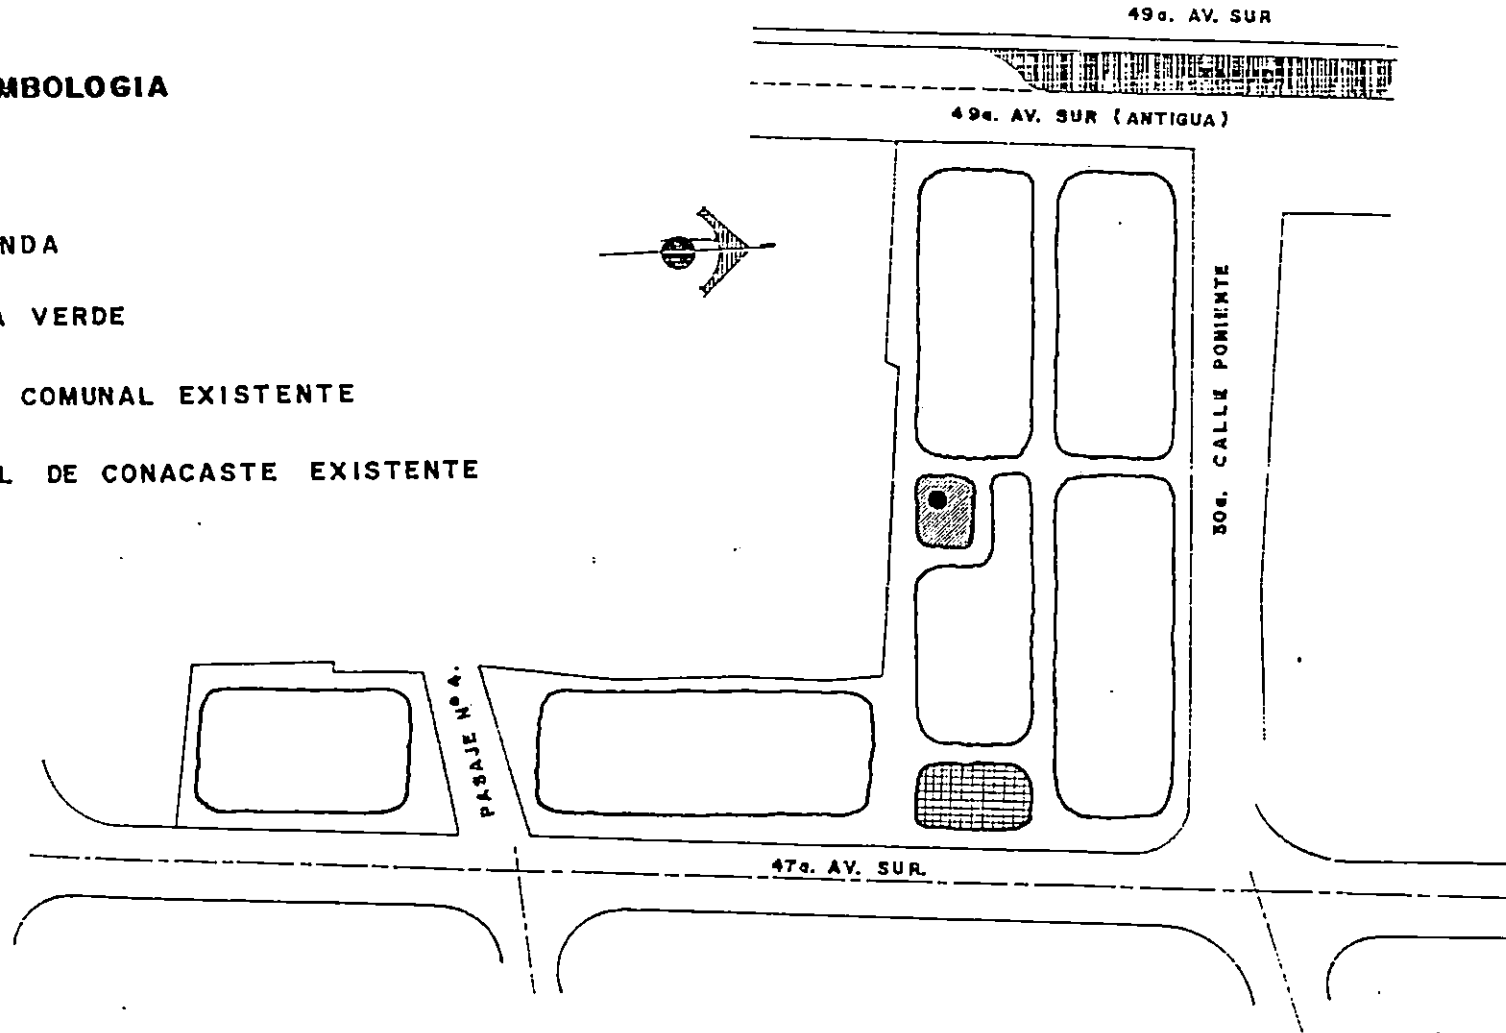 49a. AV. SUR
MBOLOGIA
49a. AV. SUR (ANTIGUA)
NDA
A VERDE
COMUNAL EXISTENTE
L DE CONACASTE EXISTENTE
50a. CALLE PONIENTE
PASAJE Nº 4.
47a. AV. SUR.